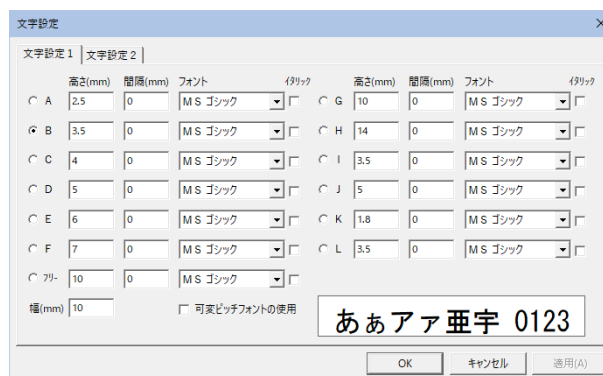 文字設定
文字設定 1 文字設定 2
高さ(mm) 間隔(mm) フォント イタリック 高さ(mm) 間隔(mm) フォント イタリック
A 2.5 0 ＭＳ ゴシック G 10 0 ＭＳ ゴシック
B 3.5 0 ＭＳ ゴシック H 14 0 ＭＳ ゴシック
C 4 0 ＭＳ ゴシック I 3.5 0 ＭＳ ゴシック
D 5 0 ＭＳ ゴシック J 5 0 ＭＳ ゴシック
E 6 0 ＭＳ ゴシック K 1.8 0 ＭＳ ゴシック
F 7 0 ＭＳ ゴシック L 3.5 0 ＭＳ ゴシック
フリー 10 0 ＭＳ ゴシック
幅(mm) 10 可変ピッチフォントの使用 あぁアァ亜宇 0123
OK キャンセル 適用(A)